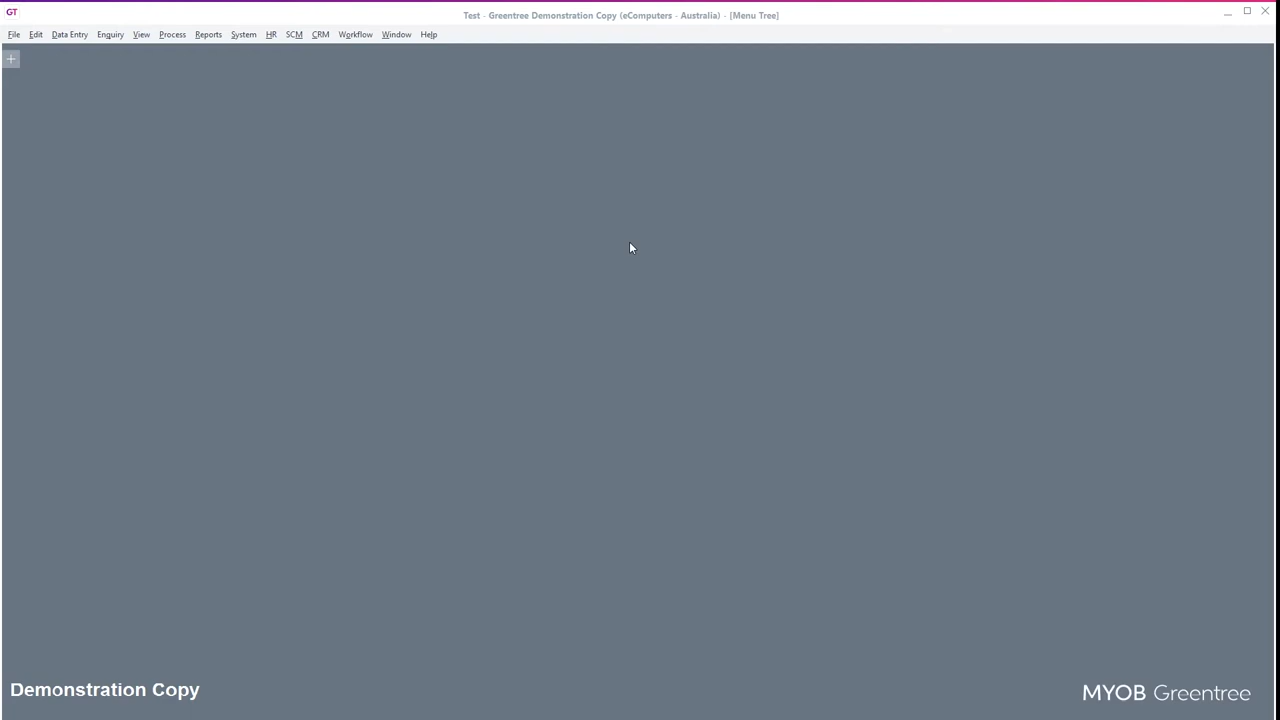 GT
Test - Greentree Demonstration Copy (eComputers - Australia) - [Menu Tree]
File Edit Data Entry Enquiry View Process Reports System HR SCM CRM Workflow Window Help
Demonstration Copy
MYOB Greentree